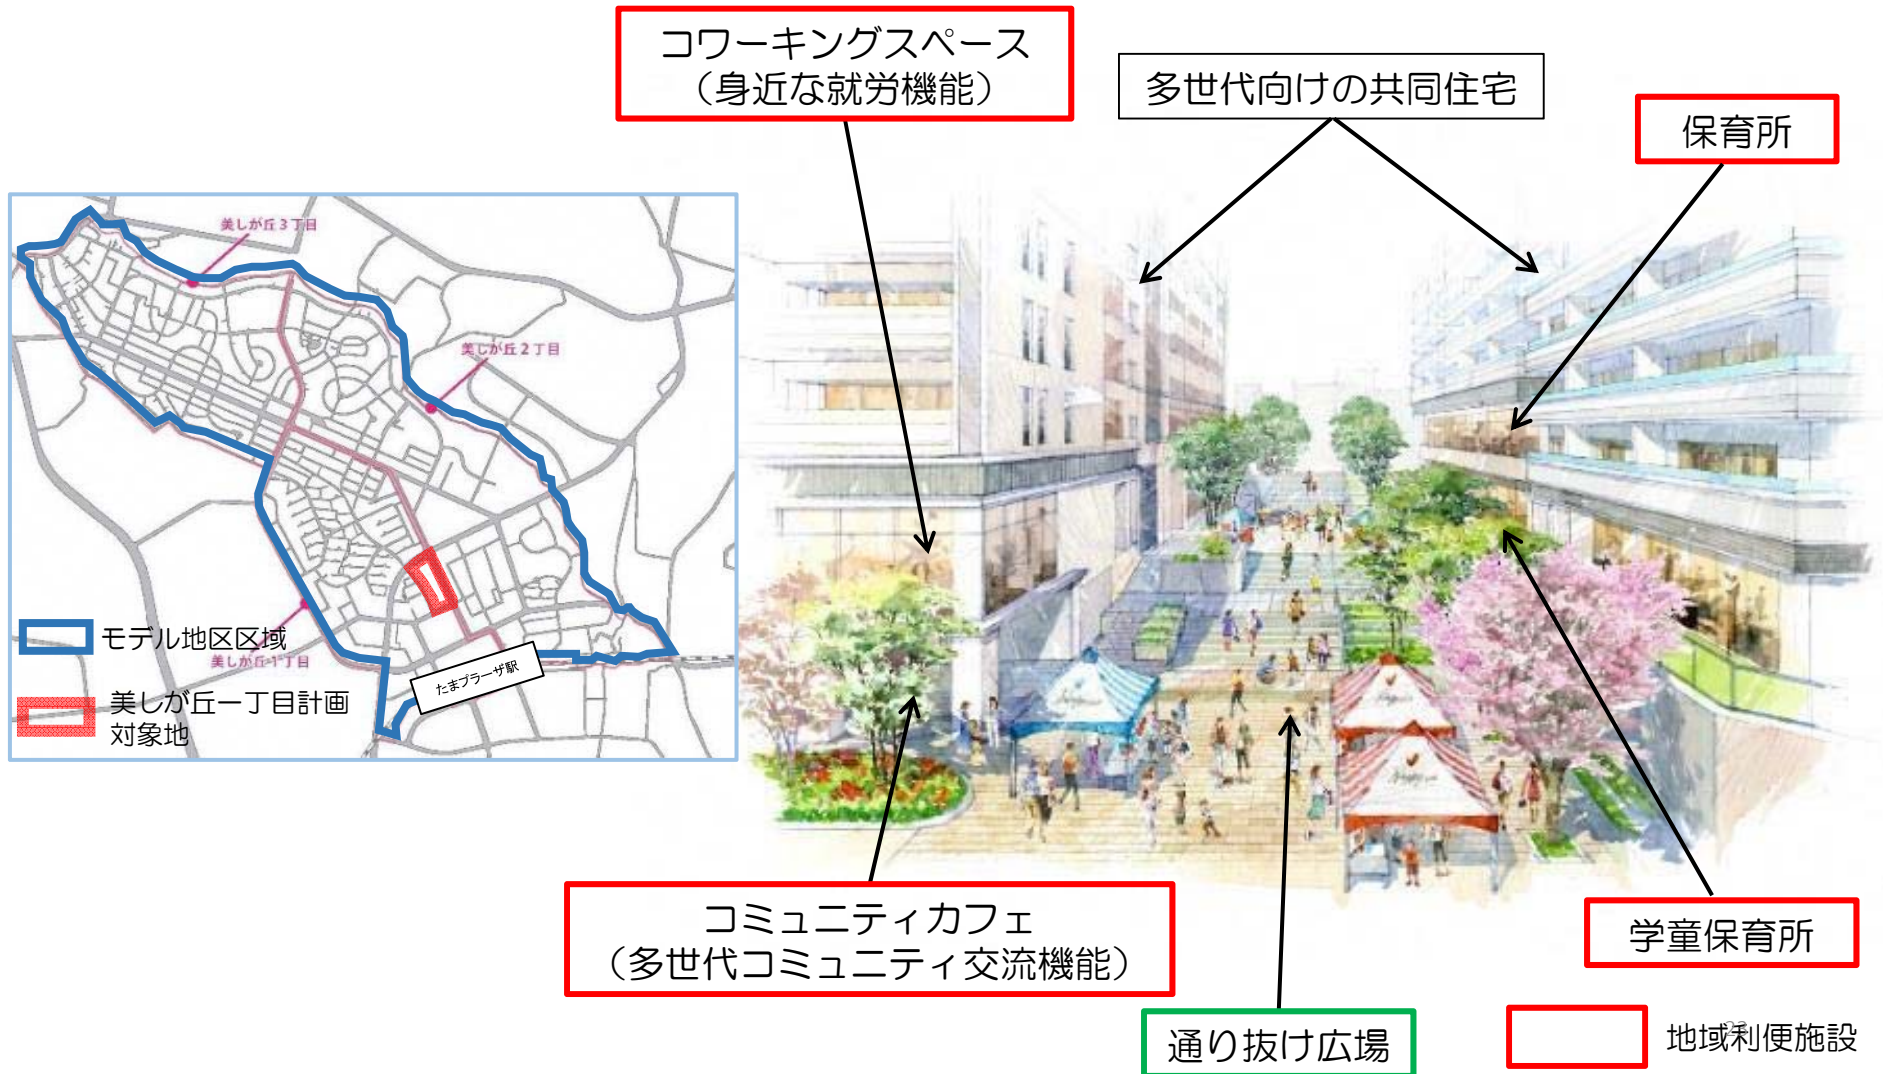 コワーキングスペース
（身近な就労機能）
多世代向けの共同住宅
保育所
美しが丘３丁目
美しが丘２丁目
モデル地区区域
美しが丘１丁目
たまプラーザ駅
美しが丘一丁目計画
対象地
コミュニティカフェ
（多世代コミュニティ交流機能）
学童保育所
通り抜け広場
地域利便施設
23